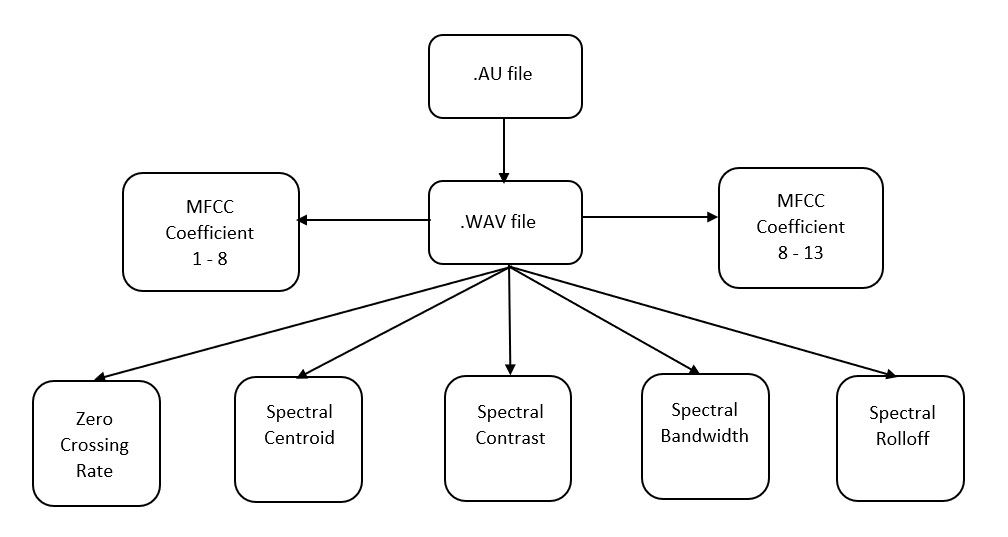 .AU file
MFCC
Coefficient
1 - 8
.WAV file
MFCC
Coefficient
8 - 13
Zero
Crossing
Rate
Spectral
Centroid
Spectral
Contrast
Spectral
Bandwidth
Spectral
Rolloff